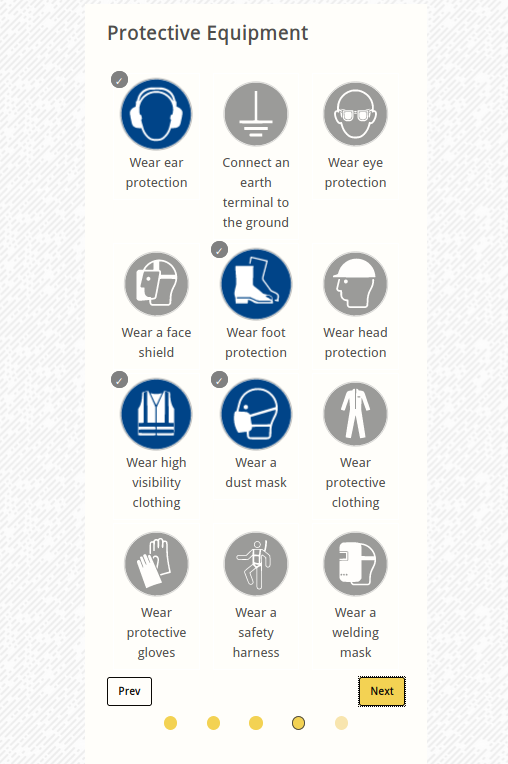 Protective Equipment
Wear ear
protection
Connect an
earth
terminal to
the ground
Wear eye
protection
Wear a face
shield
Wear foot
protection
Wear head
protection
Wear high
visibility
clothing
Wear a
dust mask
Wear
protective
clothing
Wear
protective
gloves
Wear a
safety
harness
Wear a
welding
mask
Prev
Next